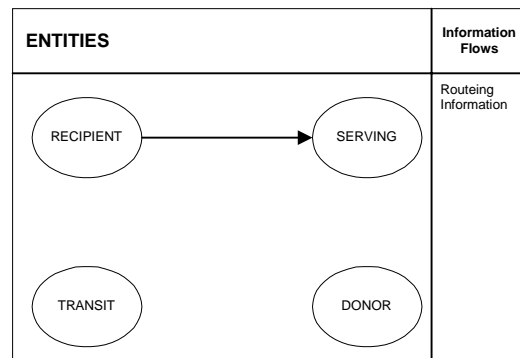 ENTITIES
Information
Flows
Routeing
Information
RECIPIENT
SERVING
TRANSIT
DONOR